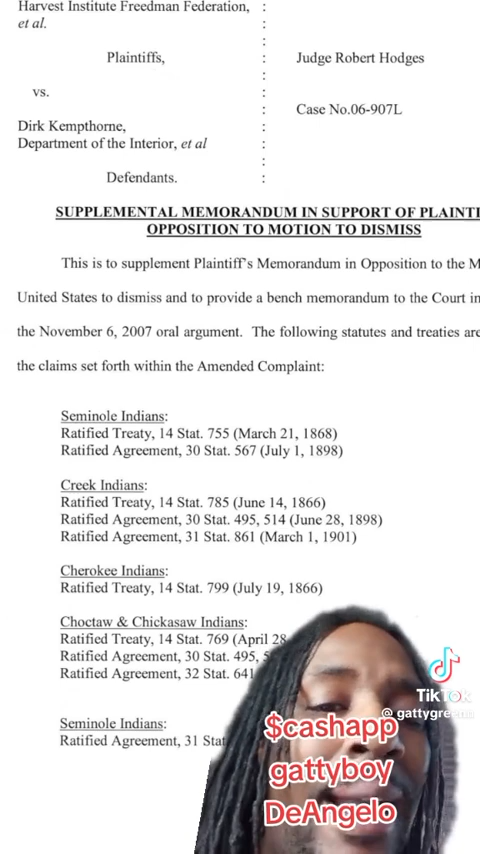 Harvest Institute Freedman Federation, :
et al. :
:
Plaintiffs, : Judge Robert Hodges
:
vs. :
: Case No.06-907L
Dirk Kempthorne, :
Department of the Interior, et al :
:
Defendants. :
SUPPLEMENTAL MEMORANDUM IN SUPPORT OF PLAINTI
OPPOSITION TO MOTION TO DISMISS
This is to supplement Plaintiff's Memorandum in Opposition to the M
United States to dismiss and to provide a bench memorandum to the Court in
the November 6, 2007 oral argument. The following statutes and treaties are
the claims set forth within the Amended Complaint:
Seminole Indians:
Ratified Treaty, 14 Stat. 755 (March 21, 1868)
Ratified Agreement, 30 Stat. 567 (July 1, 1898)
Creek Indians:
Ratified Treaty, 14 Stat. 785 (June 14, 1866)
Ratified Agreement, 30 Stat. 495, 514 (June 28, 1898)
Ratified Agreement, 31 Stat. 861 (March 1, 1901)
Cherokee Indians:
Ratified Treaty, 14 Stat. 799 (July 19, 1866)
Choctaw & Chickasaw Indians:
Ratified Treaty, 14 Stat. 769 (April 28
Ratified Agreement, 30 Stat. 495,
Ratified Agreement, 32 Stat. 641
Seminole Indians:
Ratified Agreement, 31 Stat
TikTok
$cashapp
gattyboy
DeAngelo